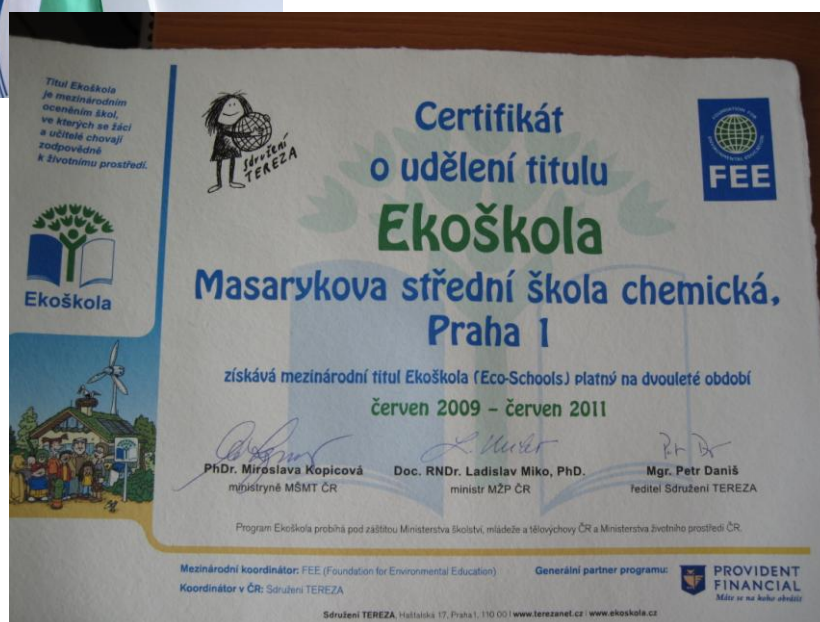 Titul Ekoškola
je mezinárodním
oceněním škol,
ve kterých se žáci
a učitelé chovají
zodpovědně
k životnímu prostředí.
Ekoškola
Sdružení
TEREZA
Certifikát
o udělení titulu
Ekoškola
Masarykova střední škola chemická,
Praha 1
získává mezinárodní titul Ekoškola (Eco-Schools) platný na dvouleté období
červen 2009 – červen 2011
FEE
PhDr. Miroslava Kopicová
ministryně MŠMT ČR
Doc. RNDr. Ladislav Miko, PhD.
ministr MŽP ČR
Mgr. Petr Daniš
ředitel Sdružení TEREZA
Program Ekoškola probíhá pod záštitou Ministerstva školství, mládeže a tělovýchovy ČR a Ministerstva životního prostředí ČR.
Mezinárodní koordinátor: FEE (Foundation for Environmental Education)
Koordinátor v ČR: Sdružení TEREZA
Generální partner programu:
PROVIDENT
FINANCIAL
Máte se na koho obrátit
Sdružení TEREZA, Haštalská 17, Praha 1, 110 00 | www.terezanet.cz | www.ekoskola.cz